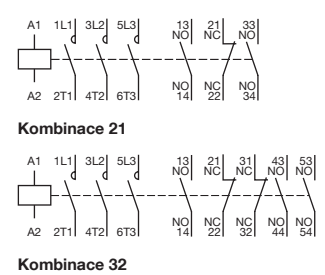 A1 1L1 3L2 5L3 13 21 33
NO NC NO
NO NC NO
A2 2T1 4T2 6T3 14 22 34
Kombinace 21
A1 1L1 3L2 5L3 13 21 31 43 53
NO NC NC NO NO
NO NC NC NO NO
A2 2T1 4T2 6T3 14 22 32 44 54
Kombinace 32